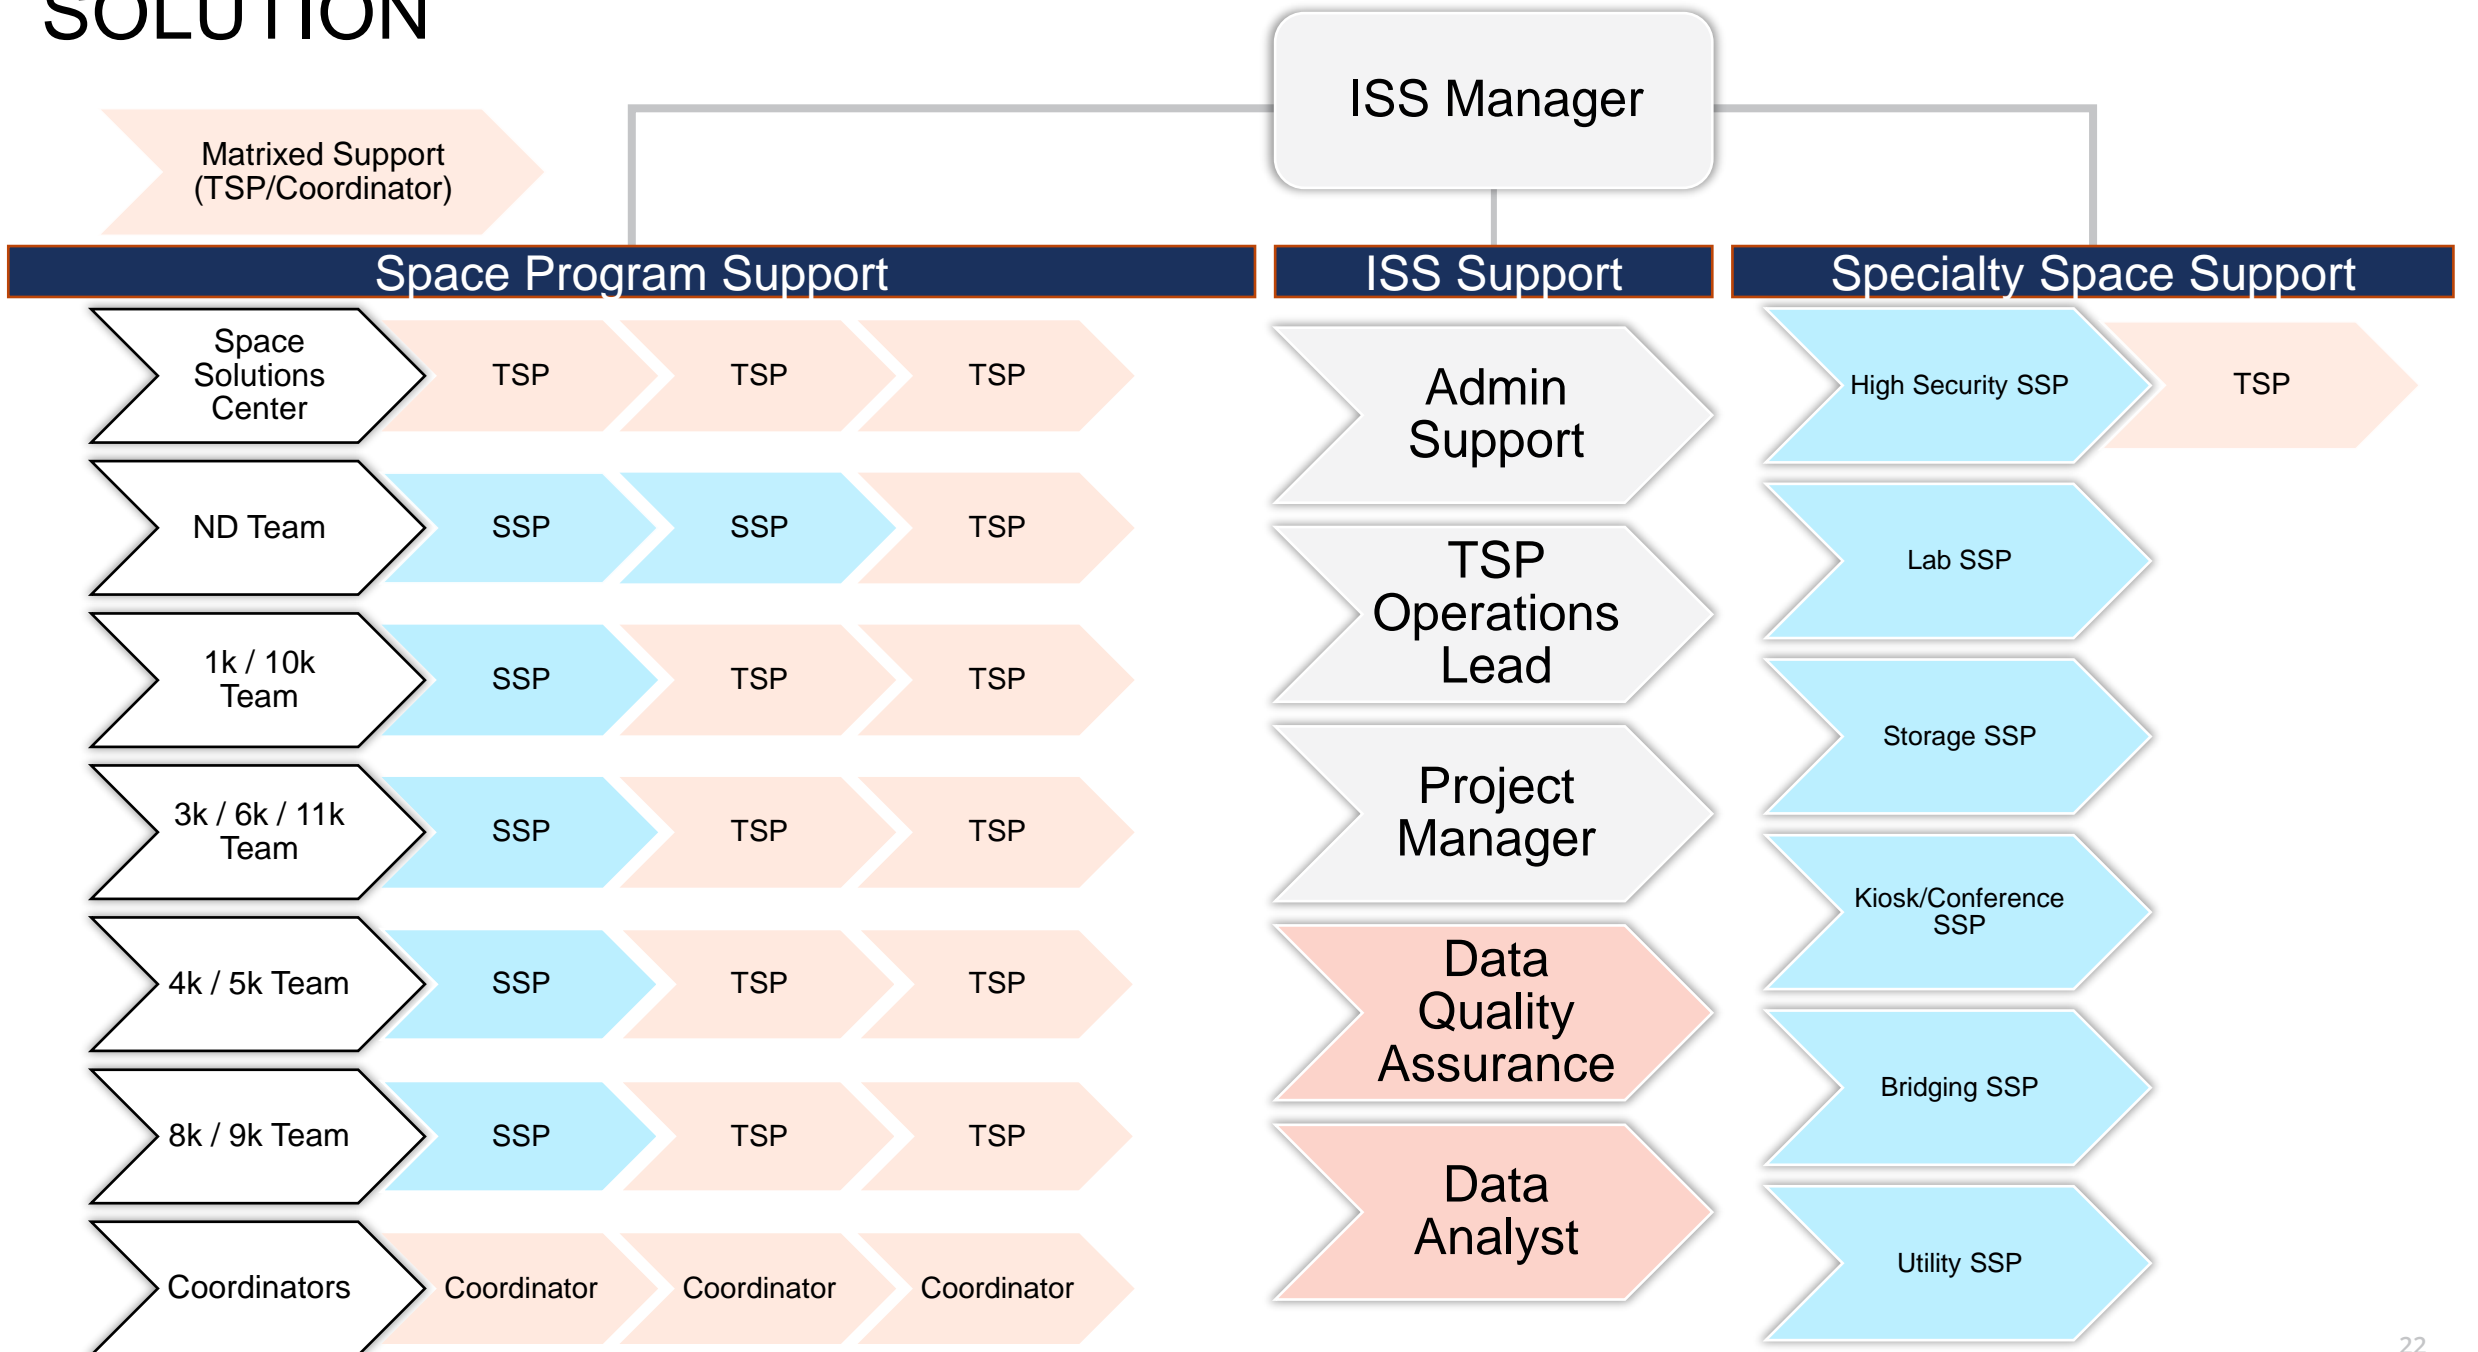 SOLUTION
ISS Manager
Matrixed Support
(TSP/Coordinator)
Space Program Support
ISS Support
Specialty Space Support
Space
Solutions
Center
TSP
TSP
TSP
ND Team
SSP
SSP
TSP
1k / 10k
Team
SSP
TSP
TSP
3k / 6k / 11k
Team
SSP
TSP
TSP
4k / 5k Team
SSP
TSP
TSP
8k / 9k Team
SSP
TSP
TSP
Coordinators
Coordinator
Coordinator
Coordinator
Admin
Support
TSP
Operations
Lead
Project
Manager
Data
Quality
Assurance
Data
Analyst
High Security SSP
TSP
Lab SSP
Storage SSP
Kiosk/Conference
SSP
Bridging SSP
Utility SSP
22